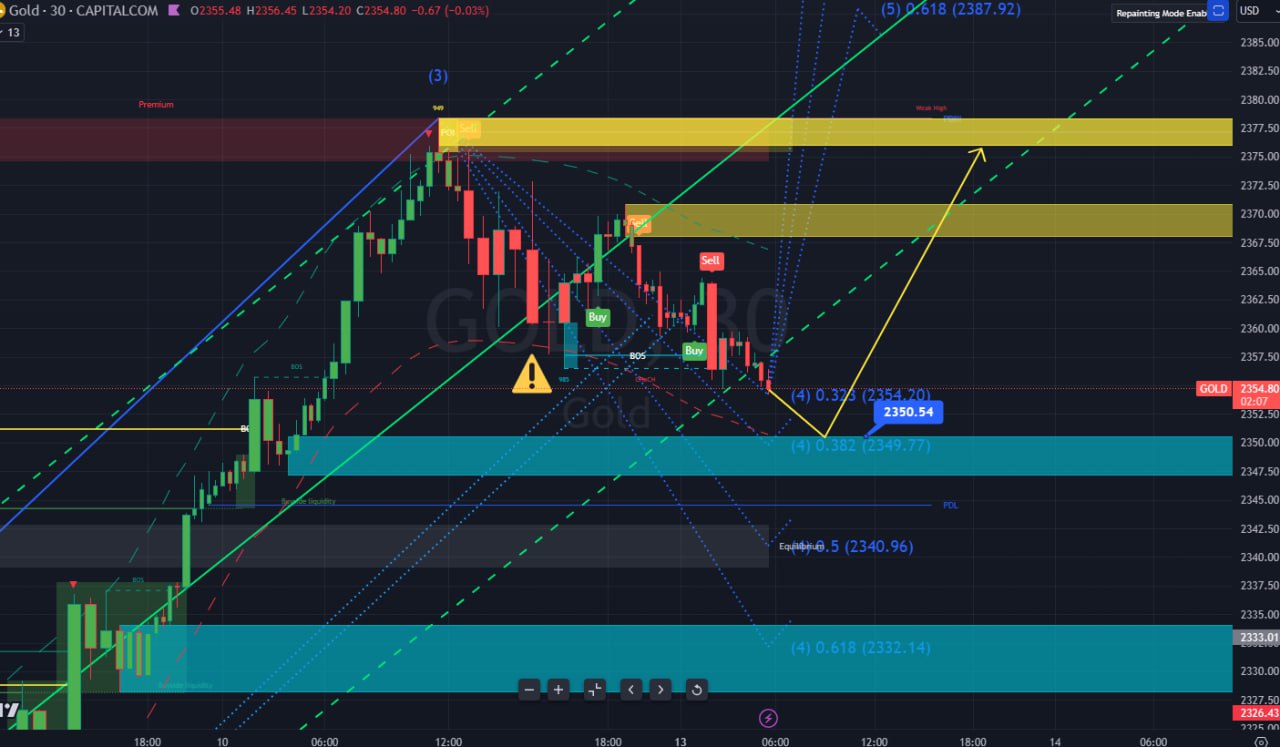 Gold · 30 · CAPITALCOM O2355.48 H2356.45 L2354.20 C2354.80 −0.67 (−0.03%)
13
(5) 0.618 (2387.92)
Repainting Mode Enab
USD
2385.00
2382.50
2380.00
2377.50
2375.00
2372.50
2370.00
2367.50
2365.00
2362.50
2360.00
2357.50
GOLD 2354.80
02:07
2352.50
2350.00
2347.50
2345.00
2342.50
2340.00
2337.50
2335.00
2333.01
2330.00
2327.50
2326.43
2325.00
(3)
Premium
949
Weak High
Sell
Sell
Sell
GOLD, 30
Gold
Buy
Buy
BOS
BOS
985
(4) 0.323 (2354.20)
2350.54
(4) 0.382 (2349.77)
PDL
Equilibrium
(4) 0.5 (2340.96)
BOS
(4) 0.618 (2332.14)
18:00
10
06:00
12:00
18:00
13
06:00
12:00
18:00
14
06:00